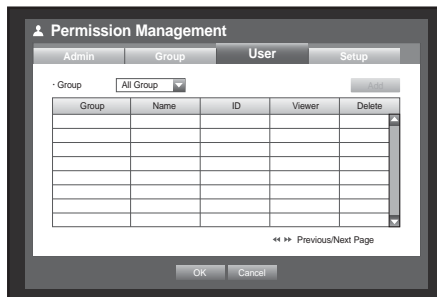 Permission Management
Admin Group User Setup
· Group All Group Add
Group Name ID Viewer Delete
Previous/Next Page
OK Cancel